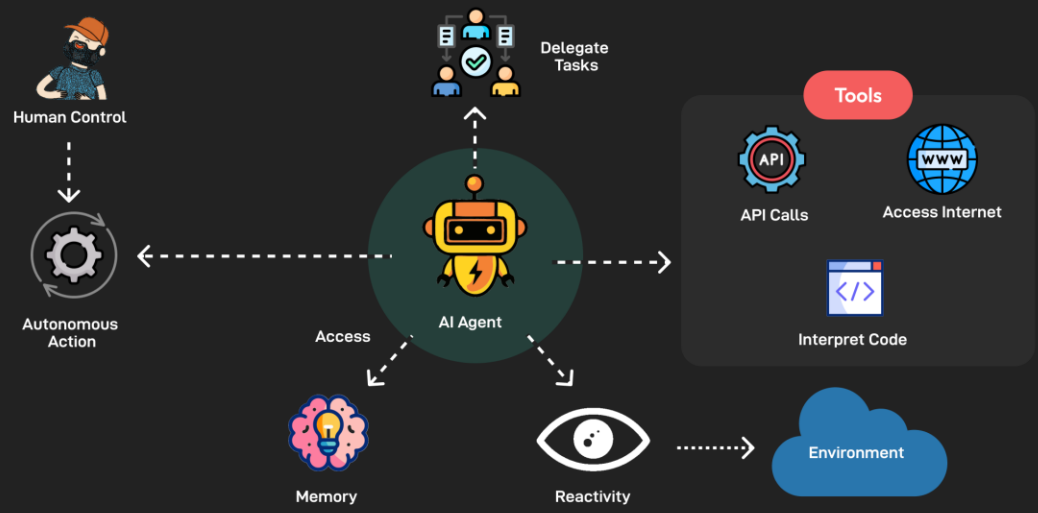 Delegate
Tasks
Human Control
Tools
API
WWW
API Calls
Access Internet
AI Agent
Autonomous
Action
Access
</>
Interpret Code
Environment
Memory
Reactivity